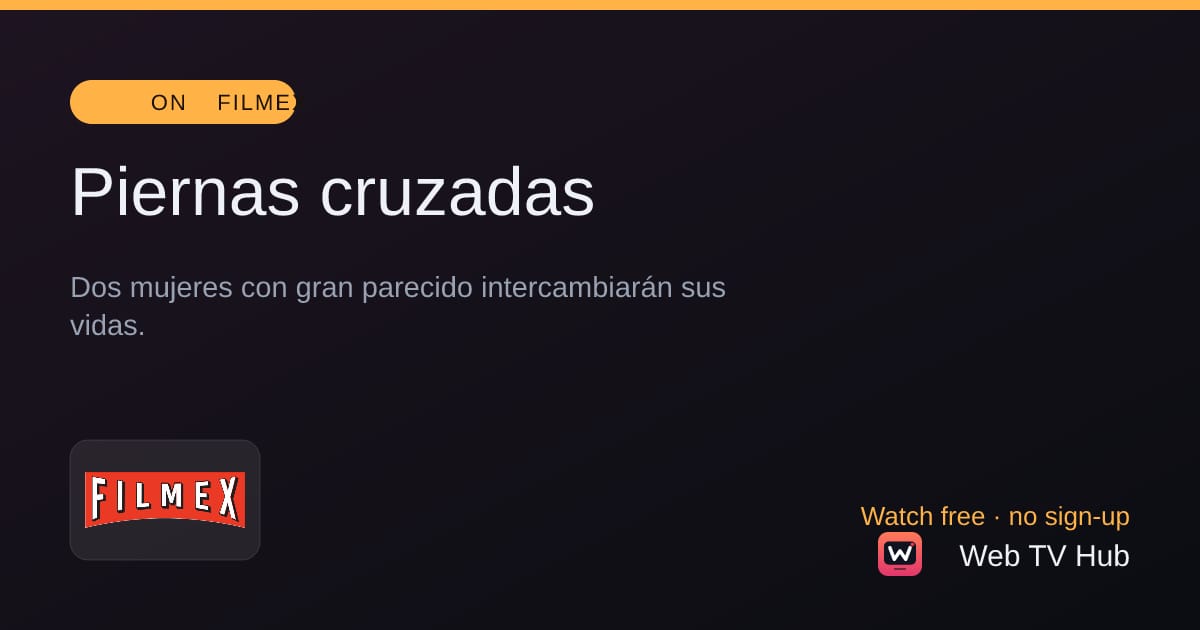 ON FILME
Piernas cruzadas
Dos mujeres con gran parecido intercambiarán sus
vidas.
FILMEX
Watch free · no sign-up
Web TV Hub